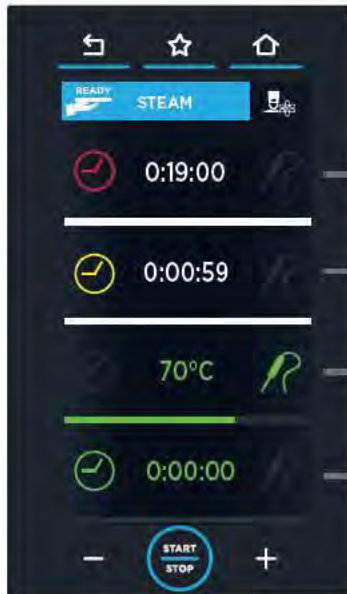 READY
STEAM
0:19:00
0:00:59
70°C
0:00:00
− START STOP +